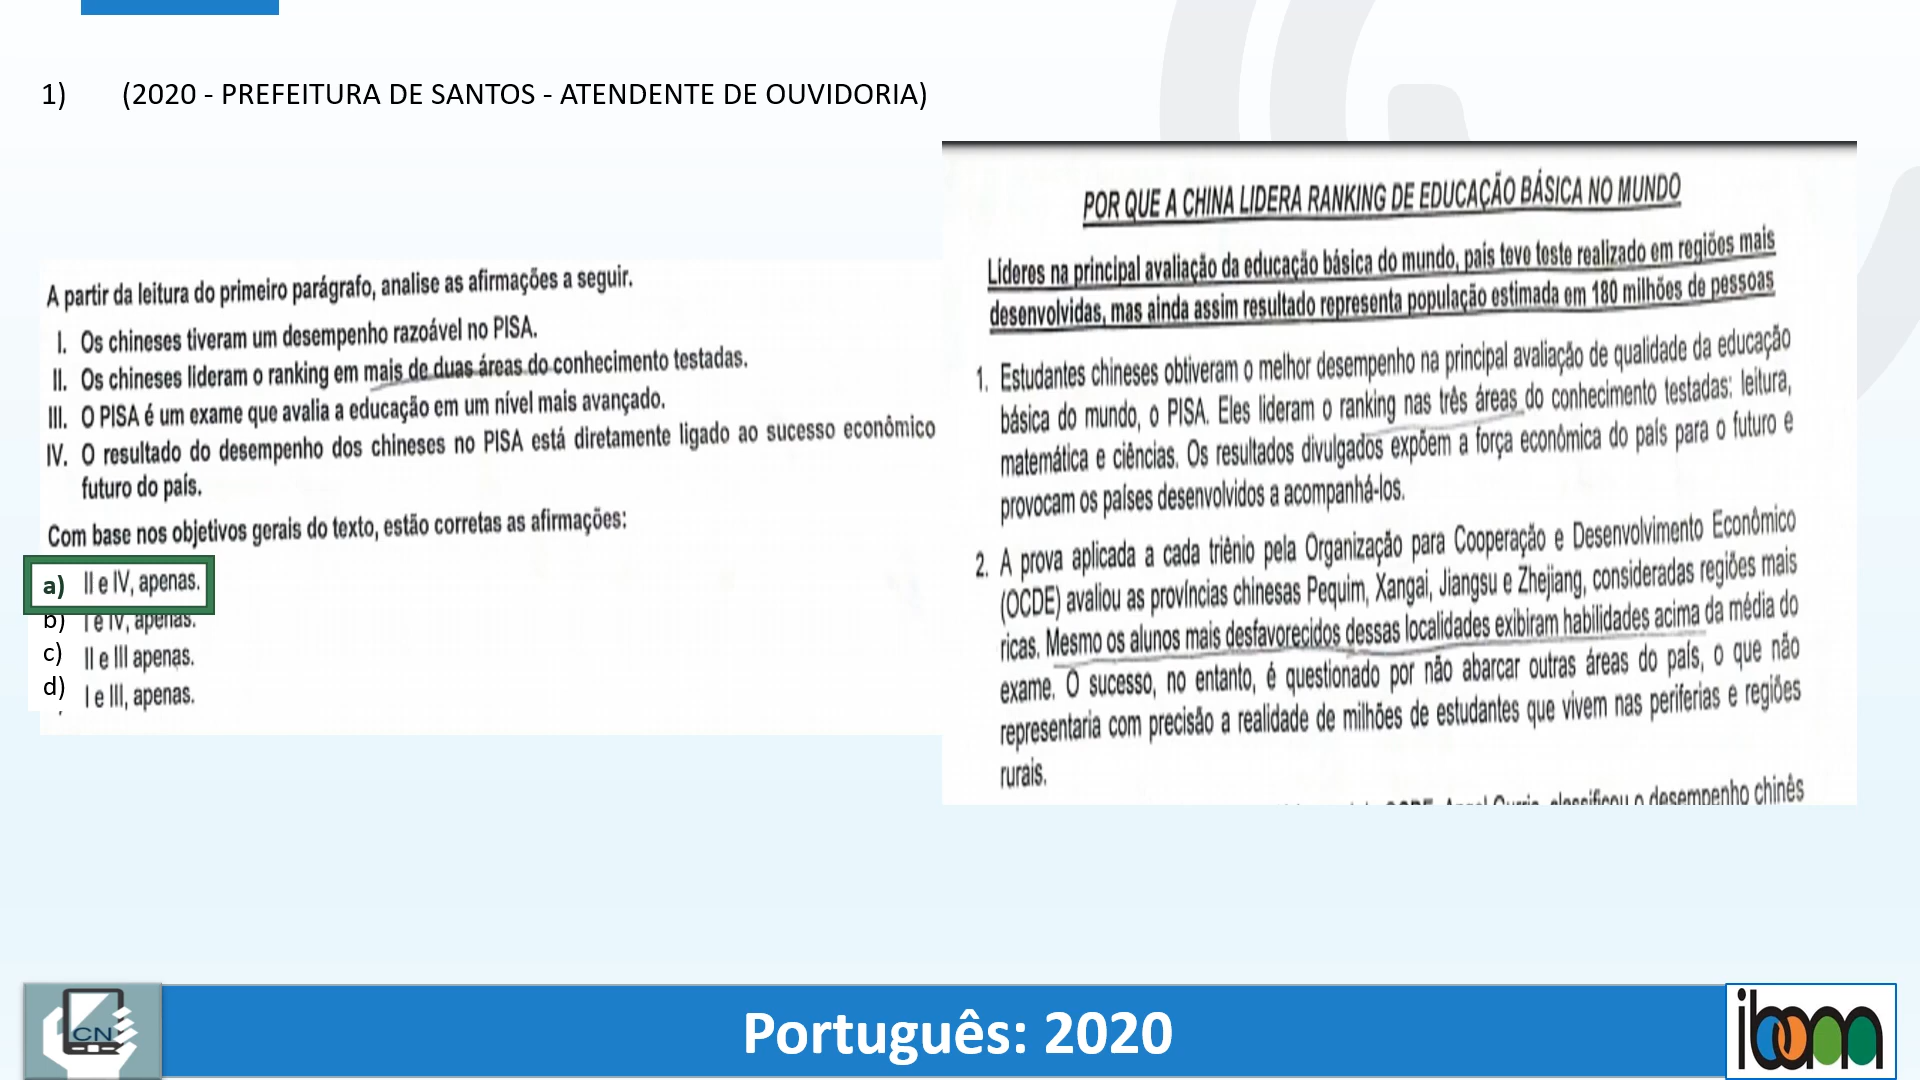 1) (2020 - PREFEITURA DE SANTOS - ATENDENTE DE OUVIDORIA)
A partir da leitura do primeiro parágrafo, analise as afirmações a seguir.
I. Os chineses tiveram um desempenho razoável no PISA.
II. Os chineses lideram o ranking em mais de duas áreas do conhecimento testadas.
III. O PISA é um exame que avalia a educação em um nível mais avançado.
IV. O resultado do desempenho dos chineses no PISA está diretamente ligado ao sucesso econômico
futuro do país.
Com base nos objetivos gerais do texto, estão corretas as afirmações:
a) II e IV, apenas.
b) I e IV, apenas.
c) II e III apenas.
d) I e III, apenas.
POR QUE A CHINA LIDERA RANKING DE EDUCAÇÃO BÁSICA NO MUNDO
Líderes na principal avaliação da educação básica do mundo, país teve teste realizado em regiões mais
desenvolvidas, mas ainda assim resultado representa população estimada em 180 milhões de pessoas
1. Estudantes chineses obtiveram o melhor desempenho na principal avaliação de qualidade da educação
básica do mundo, o PISA. Eles lideram o ranking nas três áreas do conhecimento testadas: leitura,
matemática e ciências. Os resultados divulgados expõem a força econômica do país para o futuro e
provocam os países desenvolvidos a acompanhá-los.
2. A prova aplicada a cada triênio pela Organização para Cooperação e Desenvolvimento Econômico
(OCDE) avaliou as províncias chinesas Pequim, Xangai, Jiangsu e Zhejiang, consideradas regiões mais
ricas. Mesmo os alunos mais desfavorecidos dessas localidades exibiram habilidades acima da média do
exame. O sucesso, no entanto, é questionado por não abarcar outras áreas do país, o que não
representaria com precisão a realidade de milhões de estudantes que vivem nas periferias e regiões
rurais.
classificou o desempenho chinês
CN
Português: 2020
ibam